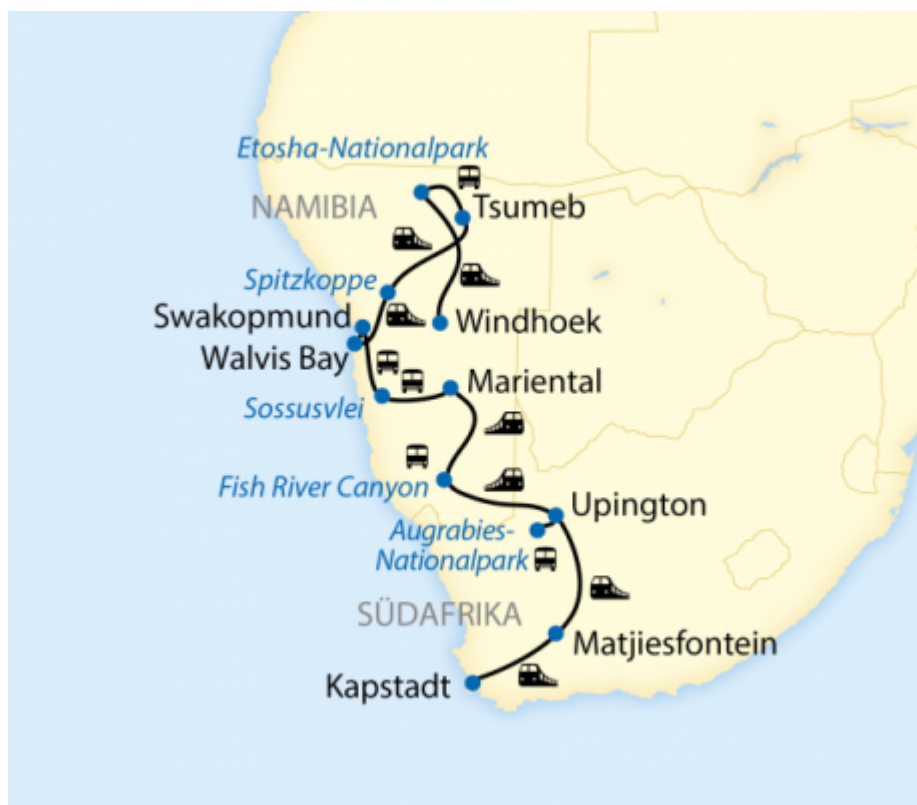 Etosha-Nationalpark
NAMIBIA
Tsumeb
Spitzkoppe
Swakopmund
Windhoek
Walvis Bay
Mariental
Sossusvlei
Fish River Canyon
Upington
Augrabies-
Nationalpark
SÜDAFRIKA
Matjiesfontein
Kapstadt